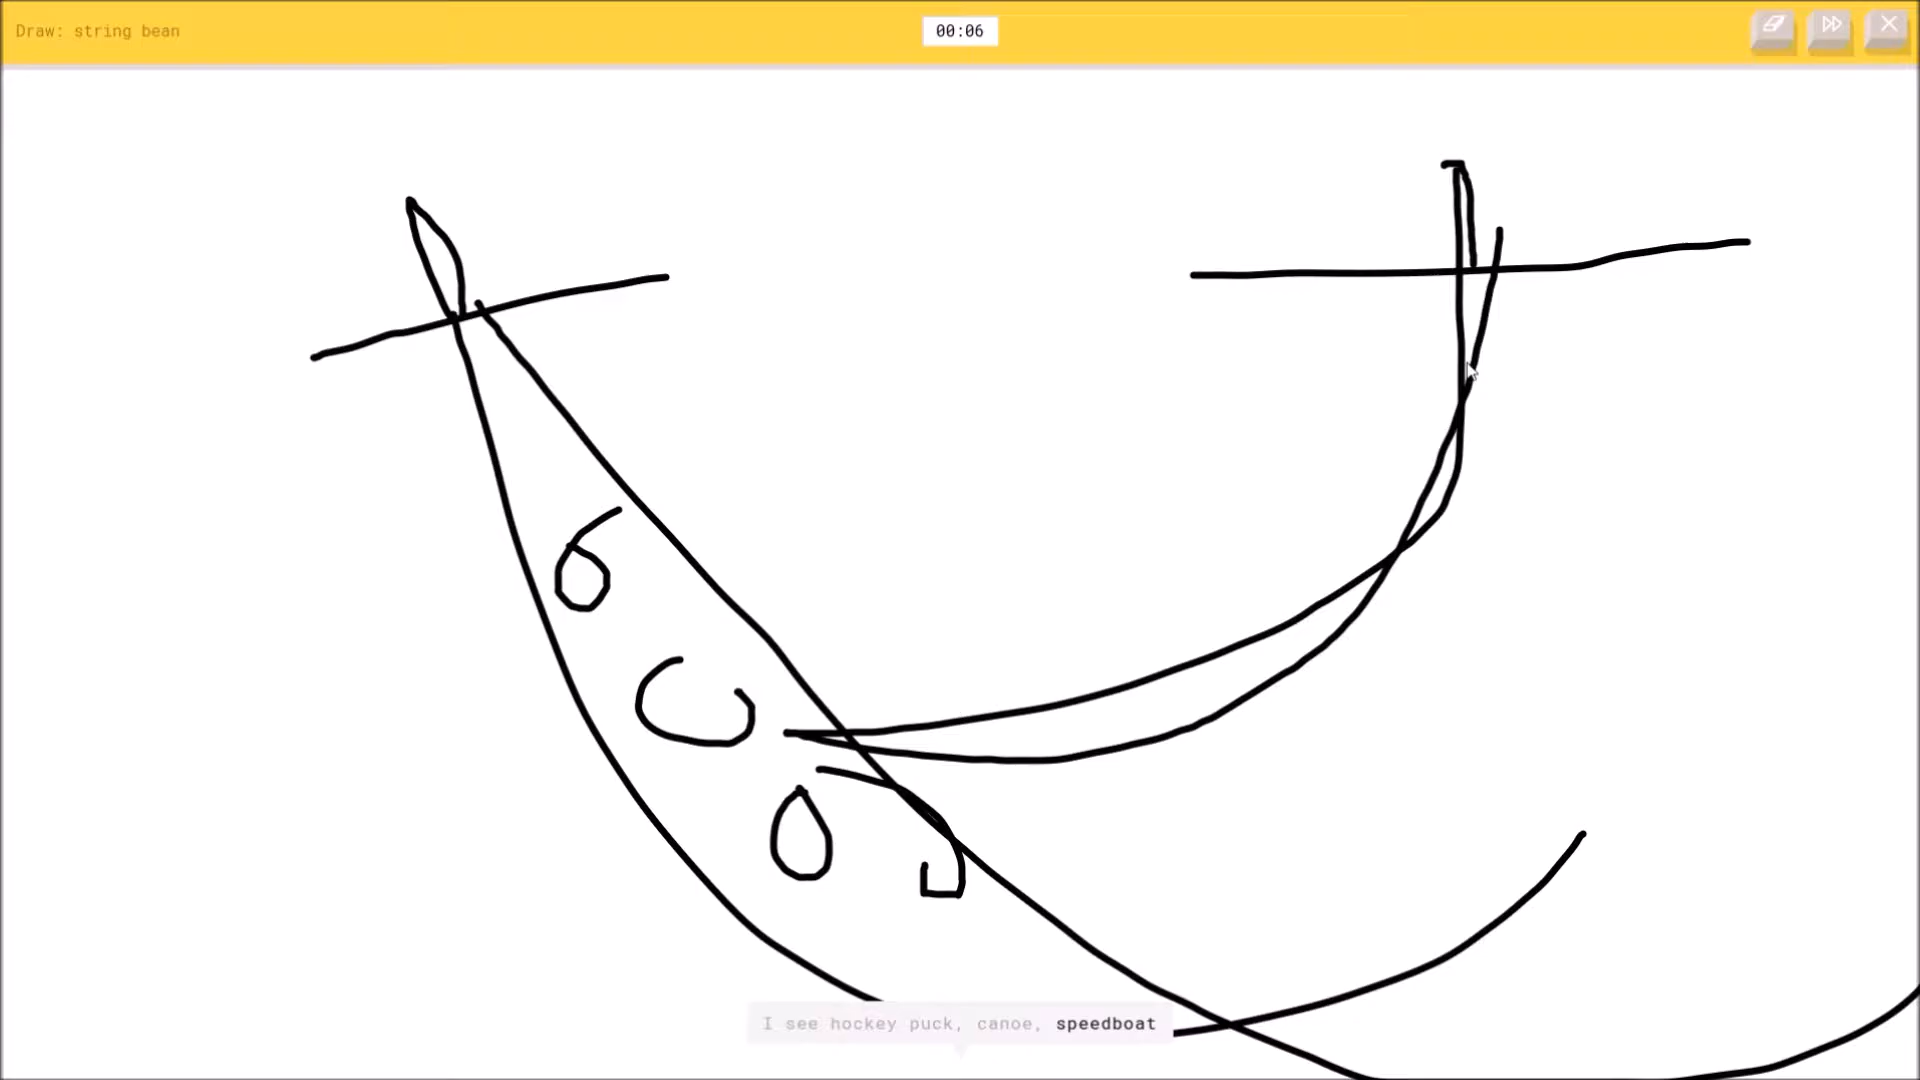 Draw: string bean
00:06
I see hockey puck, canoe, speedboat